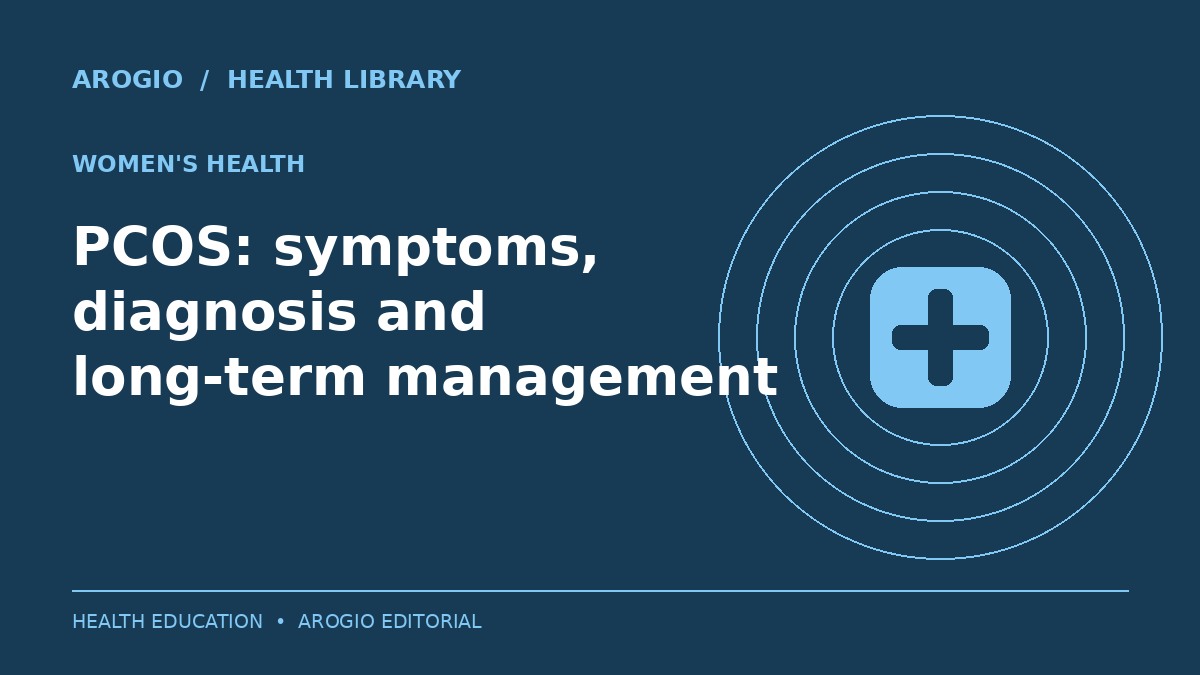 AROGIO / HEALTH LIBRARY
WOMEN'S HEALTH
PCOS: symptoms,
diagnosis and
long-term management
HEALTH EDUCATION • AROGIO EDITORIAL